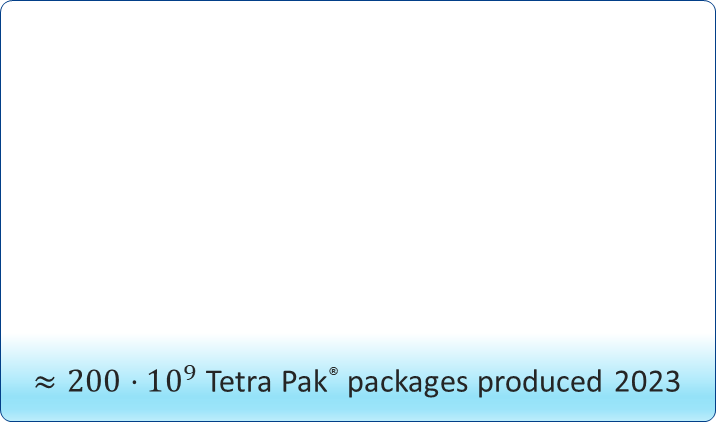 ≈ 200 · 10⁹ Tetra Pak® packages produced 2023